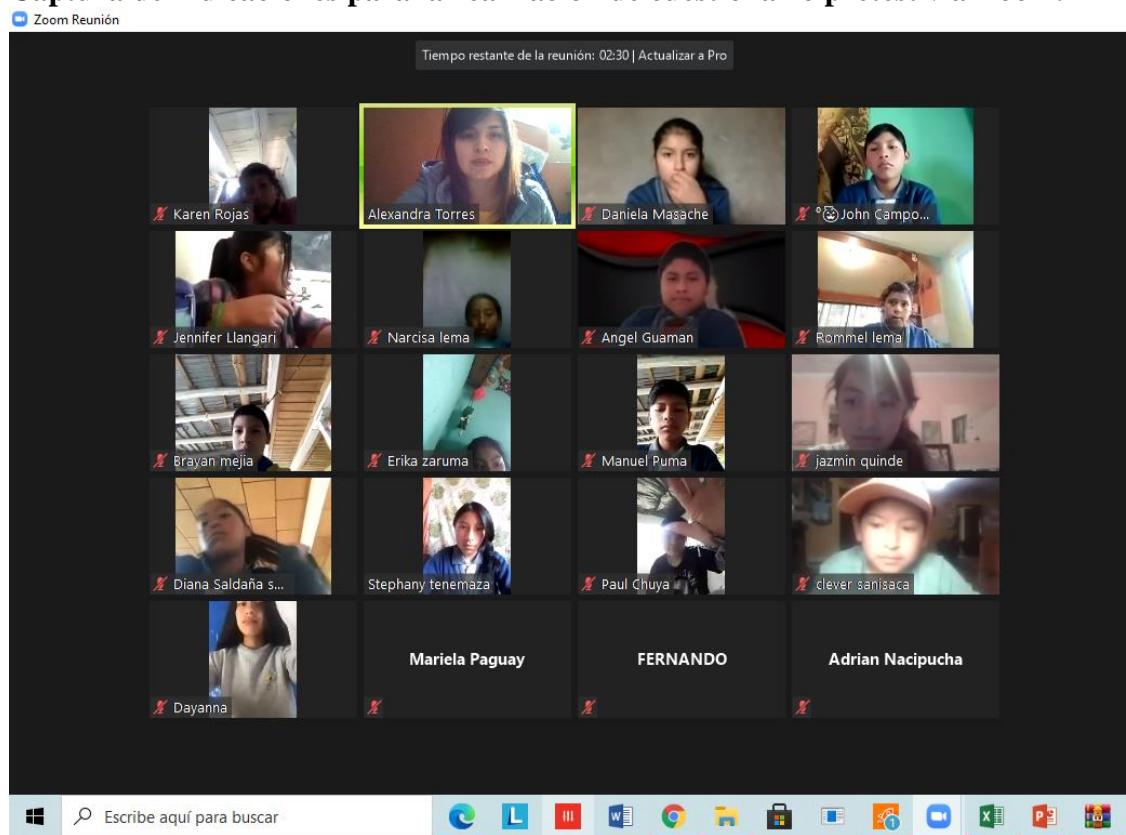 Zoom Reunión
Tiempo restante de la reunión: 02:30 | Actualizar a Pro
Karen Rojas
Alexandra Torres
Daniela Masache
John Campo...
Jennifer Llangari
Narcisa lema
Angel Guaman
Rommel lema
Brayan mejia
Erika zaruma
Manuel Puma
jazmin quinde
Diana Saldaña s...
Stephany tenemaza
Paul Chuya
clever sanisaca
Dayanna
Mariela Paguay
FERNANDO
Adrian Nacipucha
Escribe aquí para buscar